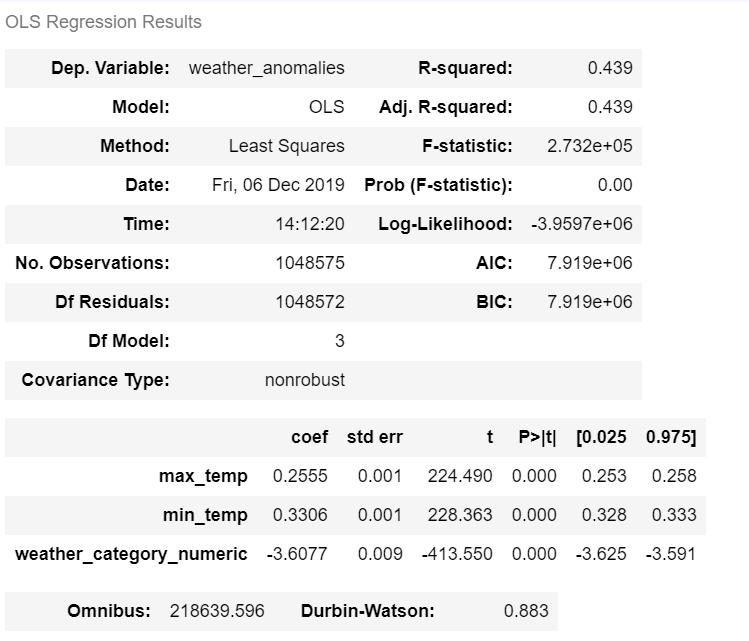 OLS Regression Results
Dep. Variable: weather_anomalies R-squared: 0.439
Model: OLS Adj. R-squared: 0.439
Method: Least Squares F-statistic: 2.732e+05
Date: Fri, 06 Dec 2019 Prob (F-statistic): 0.00
Time: 14:12:20 Log-Likelihood: -3.9597e+06
No. Observations: 1048575 AIC: 7.919e+06
Df Residuals: 1048572 BIC: 7.919e+06
Df Model: 3
Covariance Type: nonrobust
coef std err t P>|t| [0.025 0.975]
max_temp 0.2555 0.001 224.490 0.000 0.253 0.258
min_temp 0.3306 0.001 228.363 0.000 0.328 0.333
weather_category_numeric -3.6077 0.009 -413.550 0.000 -3.625 -3.591
Omnibus: 218639.596 Durbin-Watson: 0.883